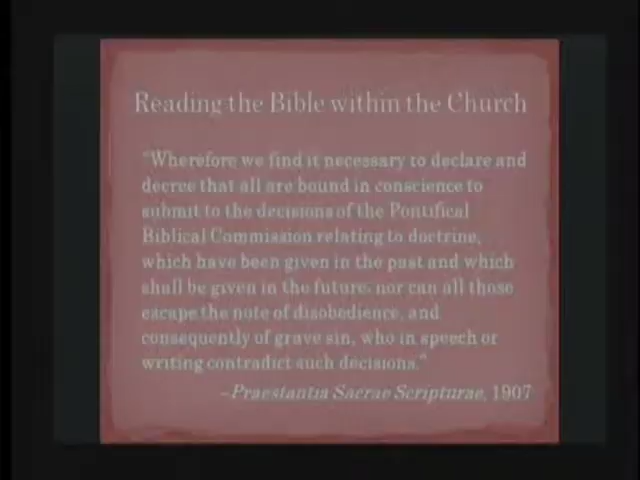 Reading the Bible within the Church
"Wherefore we find it necessary to declare and
decree that all are bound in conscience to
submit to the decisions of the Pontifical
Biblical Commission relating to doctrine,
which have been given in the past and which
shall be given in the future, nor can all those
escape the note of disobedience, and
consequently of grave sin, who in speech or
writing contradict such decisions."
–Praestantia Sacrae Scripturae, 1907